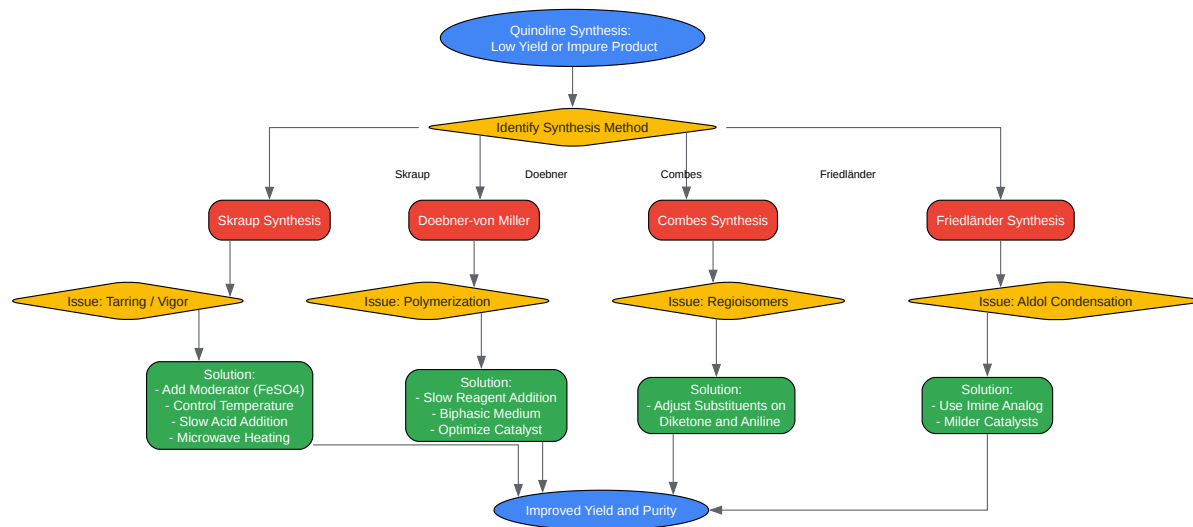 Quinoline Synthesis:
Low Yield or Impure Product
Identify Synthesis Method
Skraup
Doebner
Combes
Friedländer
Skraup Synthesis
Doebner-von Miller
Combes Synthesis
Friedländer Synthesis
Issue: Tarring / Vigor
Issue: Polymerization
Issue: Regioisomers
Issue: Aldol Condensation
Solution:
- Add Moderator (FeSO4)
- Control Temperature
- Slow Acid Addition
- Microwave Heating
Solution:
- Slow Reagent Addition
- Biphasic Medium
- Optimize Catalyst
Solution:
- Adjust Substituents on
Diketone and Aniline
Solution:
- Use Imine Analog
- Milder Catalysts
Improved Yield and Purity